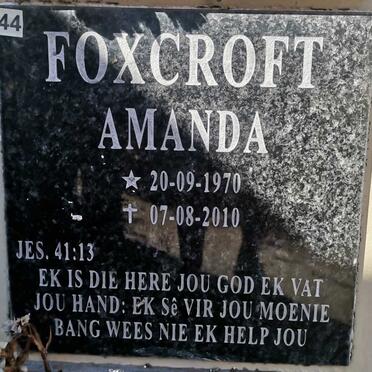 44
FOXCROFT
AMANDA
☆ 20-09-1970
✝ 07-08-2010
JES. 41:13
EK IS DIE HERE JOU GOD EK VAT
JOU HAND: EK Sê VIR JOU MOENIE
BANG WEES NIE EK HELP JOU